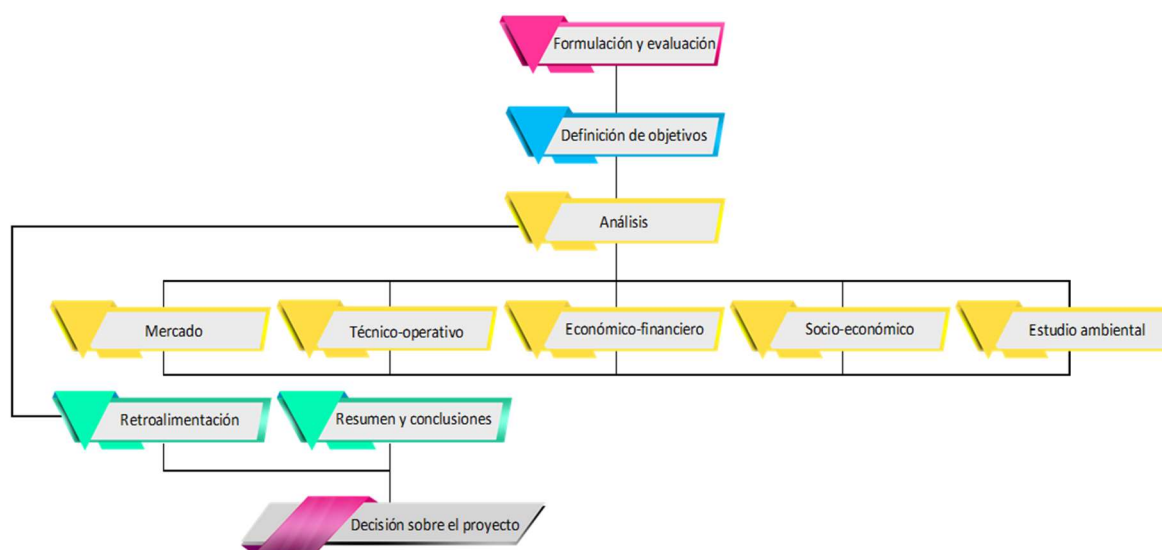 Formulación y evaluación
Definición de objetivos
Análisis
Mercado
Técnico-operativo
Económico-financiero
Socio-económico
Estudio ambiental
Retroalimentación
Resumen y conclusiones
Decisión sobre el proyecto